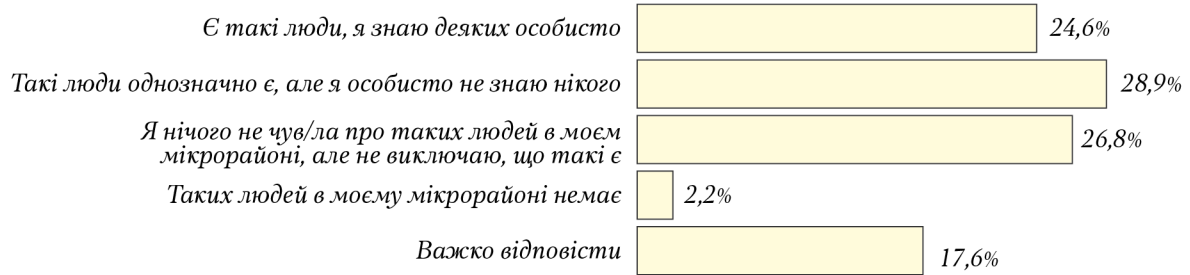 Є такі люди, я знаю деяких особисто 24,6%
Такі люди однозначно є, але я особисто не знаю нікого 28,9%
Я нічого не чув/ла про таких людей в моєм
мікрорайоні, але не виключаю, що такі є 26,8%
Таких людей в моєму мікрорайоні немає 2,2%
Важко відповісти 17,6%